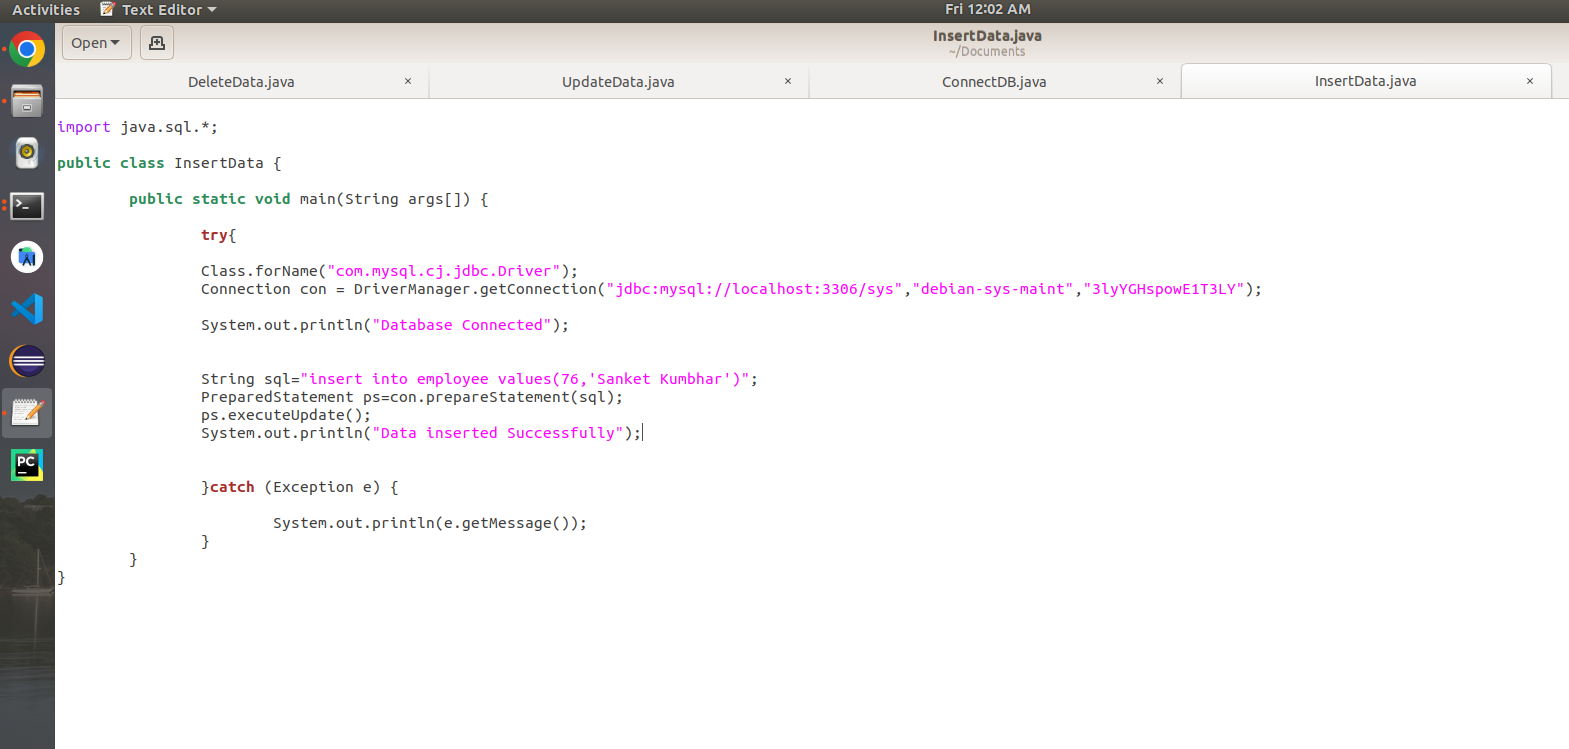 Activities Text Editor Fri 12:02 AM
Open InsertData.java
~/Documents
DeleteData.java × UpdateData.java × ConnectDB.java × InsertData.java ×
import java.sql.*;
public class InsertData {
public static void main(String args[]) {
try{
Class.forName("com.mysql.cj.jdbc.Driver");
Connection con = DriverManager.getConnection("jdbc:mysql://localhost:3306/sys","debian-sys-maint","3lyYGHspowE1T3LY");
System.out.println("Database Connected");
String sql="insert into employee values(76,'Sanket Kumbhar')";
PreparedStatement ps=con.prepareStatement(sql);
ps.executeUpdate();
System.out.println("Data inserted Successfully");
}catch (Exception e) {
System.out.println(e.getMessage());
}
}
}
>_
PC